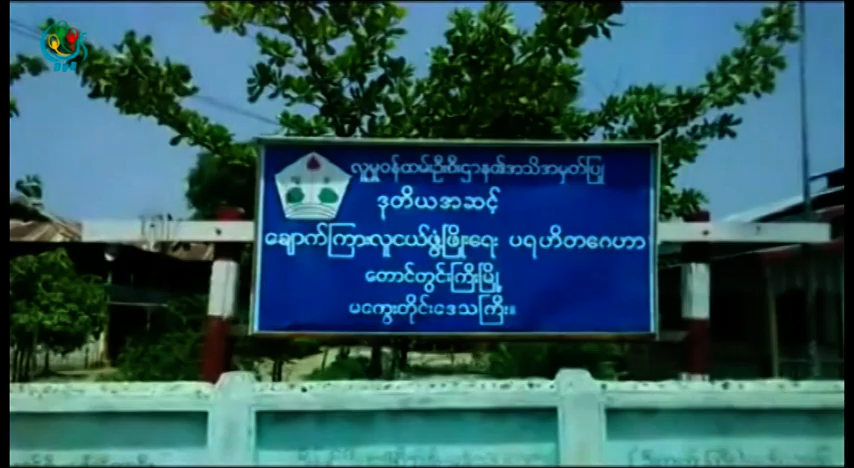 လူမှုဝန်ထမ်းဦးစီးဌာန၏အသိအမှတ်ပြု
ဒုတိယအဆင့်
ချောက်ကြားလူငယ်ဖွံ့ဖြိုးရေး ပရဟိတဂေဟာ
တောင်တွင်းကြီးမြို့
မကွေးတိုင်းဒေသကြီး။